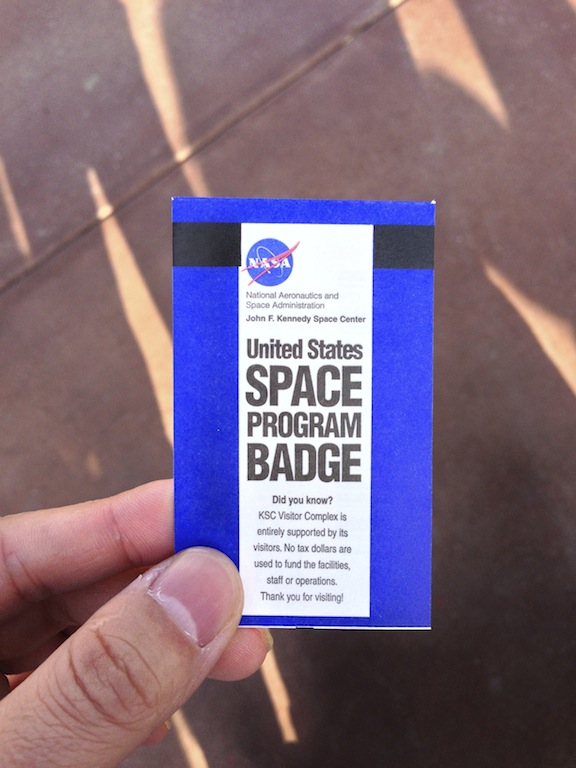 NASA
National Aeronautics and
Space Administration
John F. Kennedy Space Center
United States
SPACE
PROGRAM
BADGE
Did you know?
KSC Visitor Complex is
entirely supported by its
visitors. No tax dollars are
used to fund the facilities,
staff or operations.
Thank you for visiting!